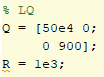 % LQ
Q = [50e4 0;
0 900];
R = 1e3;